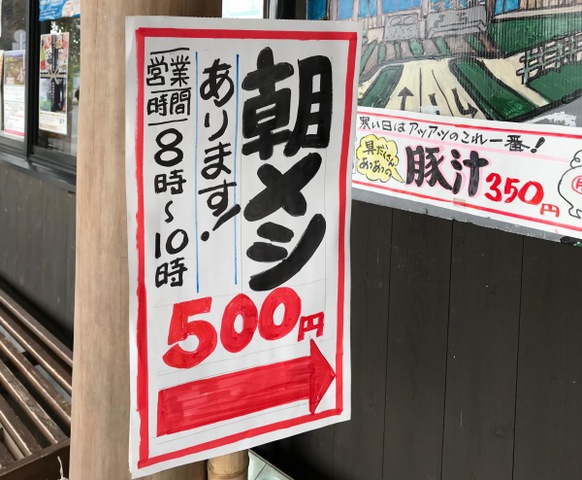 朝メシ
あります!
営業時間
8時~10時
500円
寒い日はアツアツのこれ一番!
具だくさん
あつあつの
豚汁350円